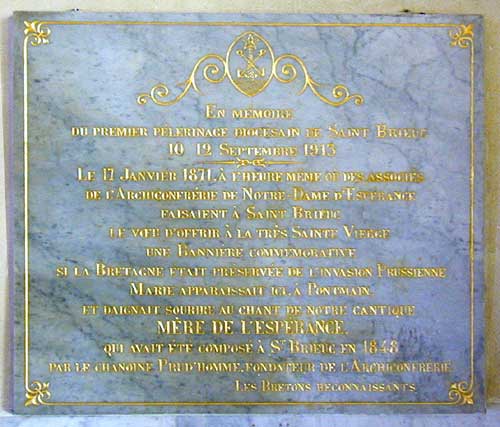 En mémoire
du premier pèlerinage diocésain de Saint Brieuc
10-12 Septembre 1913
Le 17 Janvier 1871, à l'heure même où des associés
de l'Archiconfrérie de Notre-Dame d'Espérance
faisaient à Saint Brieuc
le vœu d'offrir à la Très Sainte Vierge
une Bannière commémorative
si la Bretagne était préservée de l'invasion Prussienne
Marie apparaissait ici, à Pontmain,
et daignait sourire au chant de notre cantique
MÈRE DE L'ESPÉRANCE,
qui avait été composé à St Brieuc en 1848
par le chanoine Prud'homme, fondateur de l'Archiconfrérie
Les Bretons reconnaissants